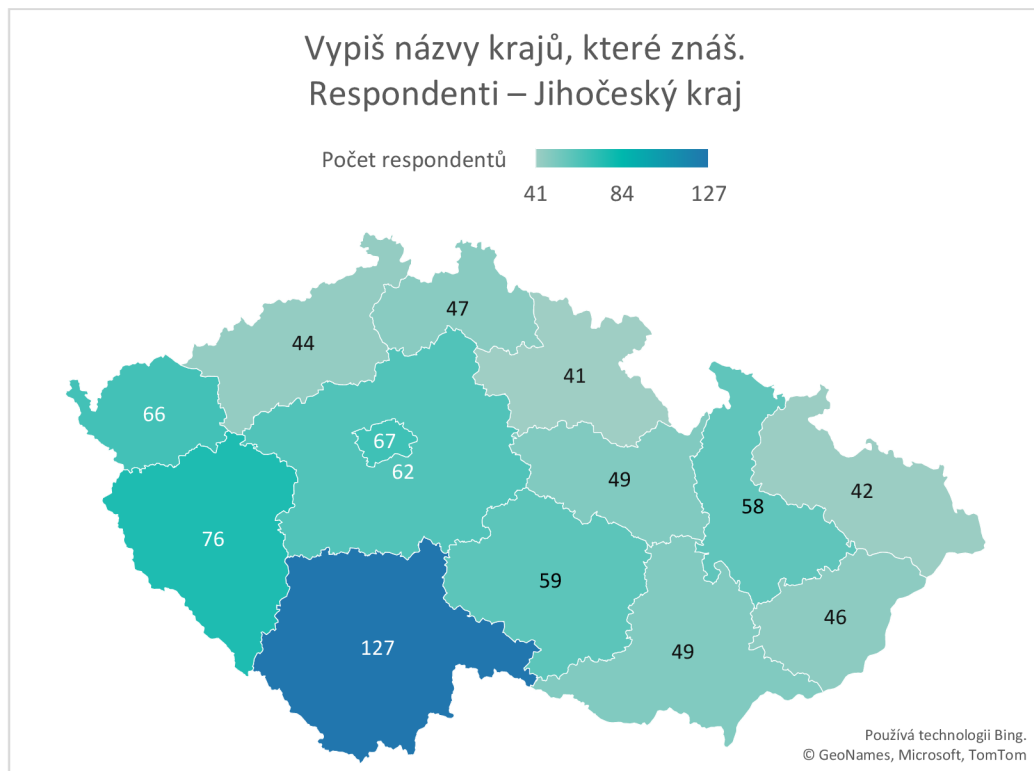 Vypiš názvy krajů, které znáš.
Respondenti – Jihočeský kraj
Počet respondentů
41 84 127
47
44
41
66
67
62
49
42
58
76
59
46
127
49
Používá technologii Bing.
© GeoNames, Microsoft, TomTom